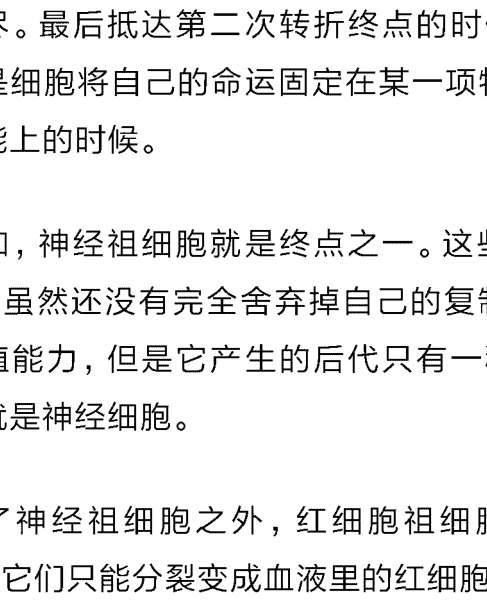 。最后抵达第二次转折终点的时
是细胞将自己的命运固定在某一项
能上的时候。
，神经祖细胞就是终点之一。这些
虽然还没有完全舍弃掉自己的复制
殖能力，但是它产生的后代只有一
就是神经细胞。
了神经祖细胞之外，红细胞祖细胞
它们只能分裂变成血液里的红细胞